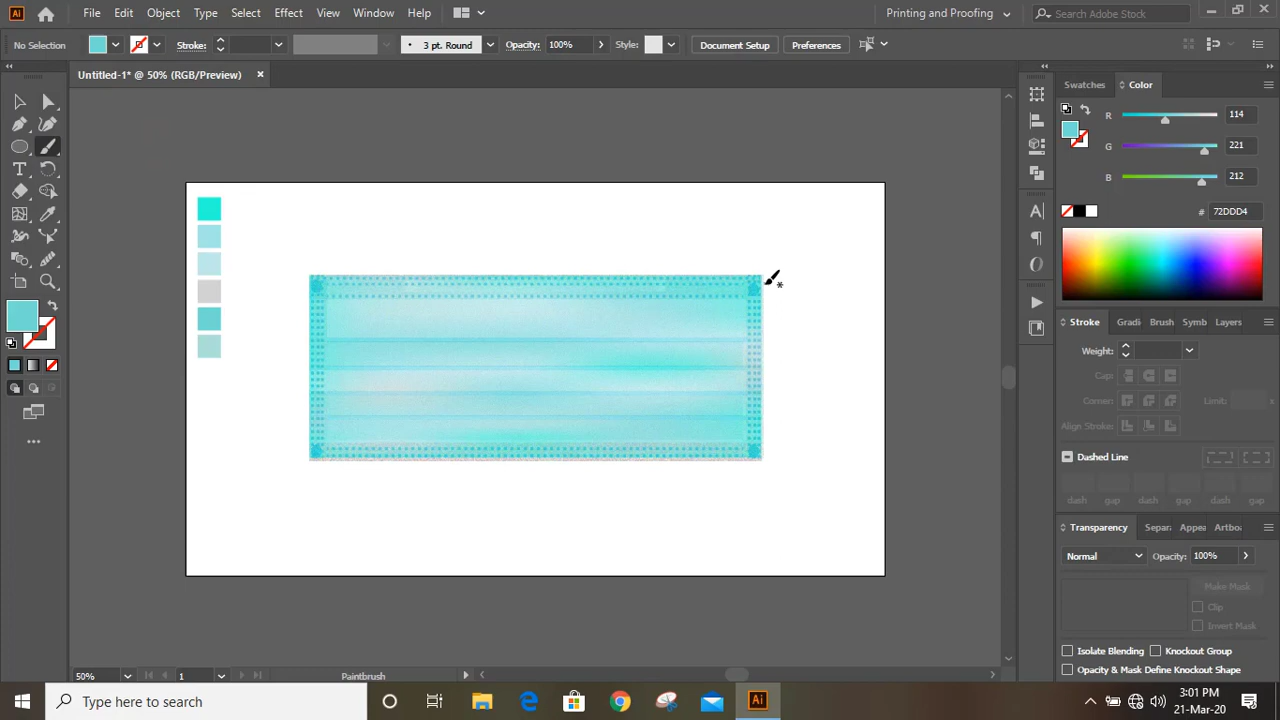 Ai File Edit Object Type Select Effect View Window Help Printing and Proofing Search Adobe Stock
No Selection Stroke: 3 pt. Round Opacity: 100% Style: Document Setup Preferences
Untitled-1* @ 50% (RGB/Preview)
Swatches Color
R 114
G 221
B 212
# 72DDD4
Stroke Gradi Brush Symb Layers
Weight:
Cap:
Corner: Limit: x
Align Stroke:
Dashed Line
dash gap dash gap dash gap
Transparency Separ Appea Artbo
Normal Opacity: 100%
Make Mask
Clip
Invert Mask
Isolate Blending Knockout Group
Opacity & Mask Define Knockout Shape
50% 1 Paintbrush
Type here to search
Ai
3:01 PM
21-Mar-20